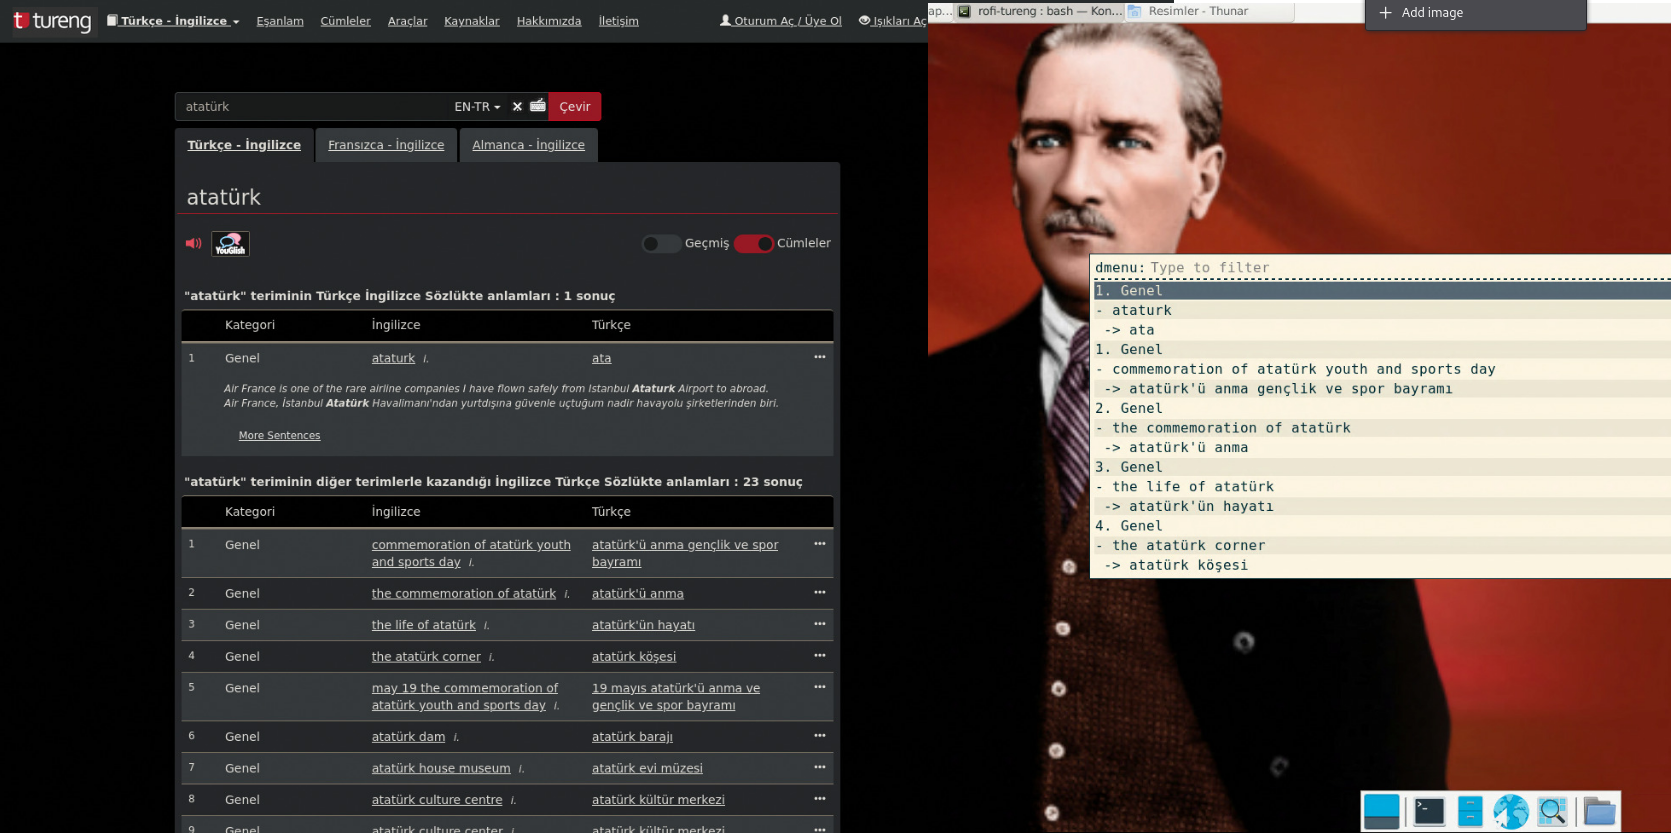 tureng
Türkçe - İngilizce
Eşanlam
Cümleler
Araçlar
Kaynaklar
Hakkımızda
İletişim
Oturum Aç / Üye Ol
Işıkları Aç
atatürk
EN-TR
Çevir
Türkçe - İngilizce
Fransızca - İngilizce
Almanca - İngilizce
atatürk
YouGlish
Geçmiş
Cümleler
"atatürk" teriminin Türkçe İngilizce Sözlükte anlamları : 1 sonuç
Kategori İngilizce Türkçe
1 Genel ataturk i. ata
Air France is one of the rare airline companies I have flown safely from Istanbul Ataturk Airport to abroad.
Air France, İstanbul Atatürk Havalimanı'ndan yurtdışına güvenle uçtuğum nadir havayolu şirketlerinden biri.
More Sentences
"atatürk" teriminin diğer terimlerle kazandığı İngilizce Türkçe Sözlükte anlamları : 23 sonuç
Kategori İngilizce Türkçe
1 Genel commemoration of atatürk youth atatürk'ü anma gençlik ve spor
and sports day i. bayramı
2 Genel the commemoration of atatürk i. atatürk'ü anma
3 Genel the life of atatürk i. atatürk'ün hayatı
4 Genel the atatürk corner i. atatürk köşesi
5 Genel may 19 the commemoration of 19 mayıs atatürk'ü anma ve
atatürk youth and sports day i. gençlik ve spor bayramı
6 Genel atatürk dam i. atatürk barajı
7 Genel atatürk house museum i. atatürk evi müzesi
8 Genel atatürk culture centre i. atatürk kültür merkezi
9 Genel atatürk culture center i. atatürk kültür merkezi
ap...
rofi-tureng : bash — Kon...
Resimler - Thunar
Add image
dmenu: Type to filter
1. Genel
- ataturk
-> ata
1. Genel
- commemoration of atatürk youth and sports day
-> atatürk'ü anma gençlik ve spor bayramı
2. Genel
- the commemoration of atatürk
-> atatürk'ü anma
3. Genel
- the life of atatürk
-> atatürk'ün hayatı
4. Genel
- the atatürk corner
-> atatürk köşesi